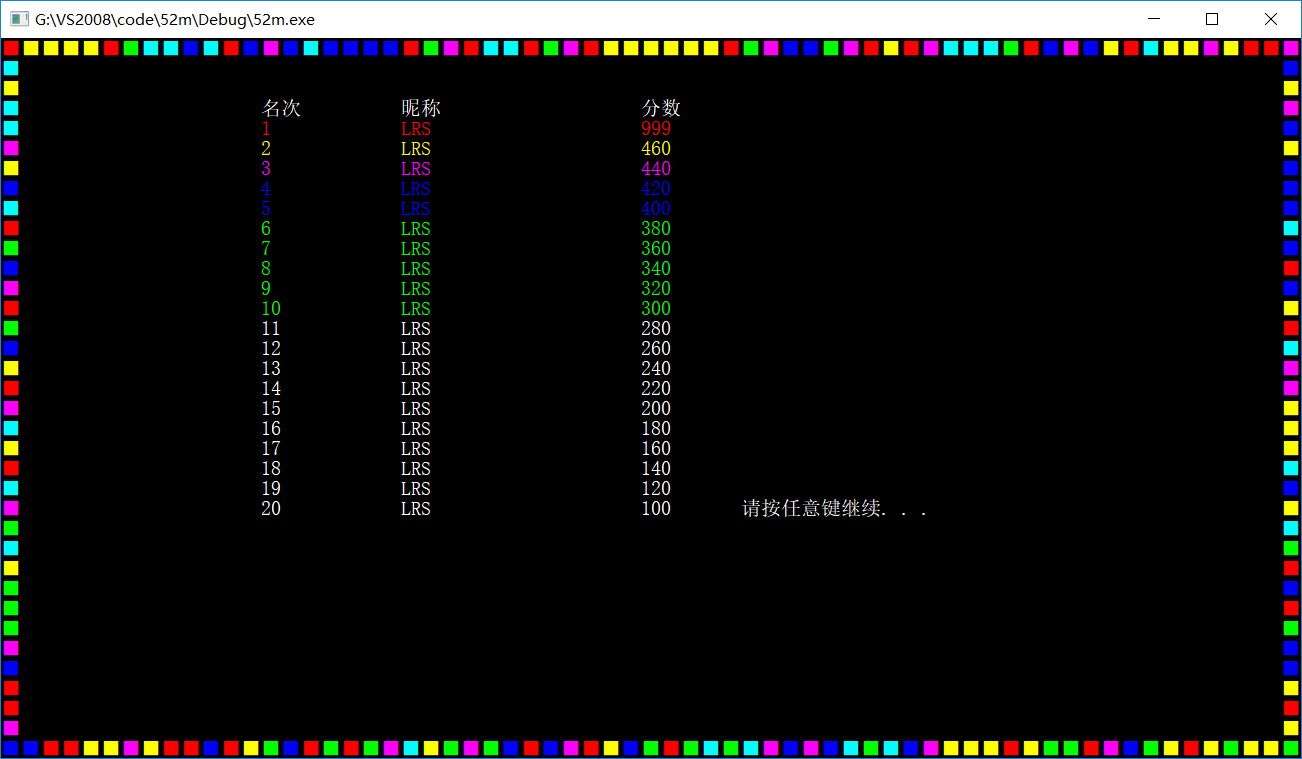 G:\VS2008\code\52m\Debug\52m.exe
名次 昵称 分数
1 LRS 999
2 LRS 460
3 LRS 440
4 LRS 420
5 LRS 400
6 LRS 380
7 LRS 360
8 LRS 340
9 LRS 320
10 LRS 300
11 LRS 280
12 LRS 260
13 LRS 240
14 LRS 220
15 LRS 200
16 LRS 180
17 LRS 160
18 LRS 140
19 LRS 120
20 LRS 100 请按任意键继续. . .